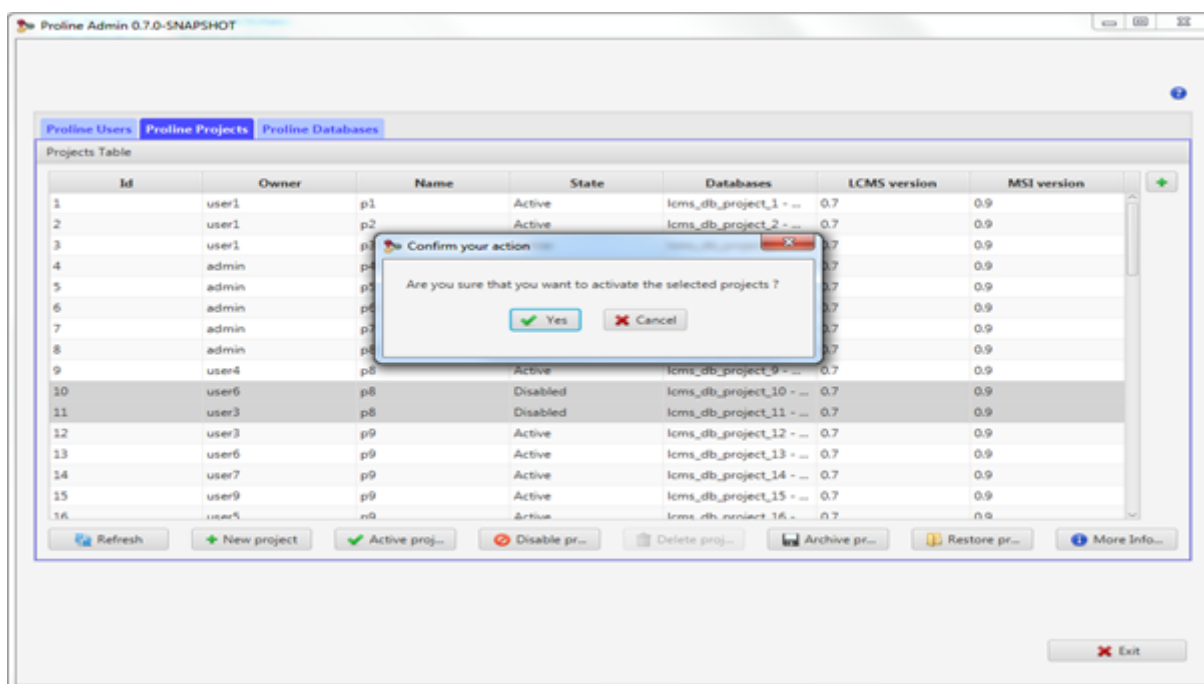 Proline Admin 0.7.0-SNAPSHOT
Proline Users Proline Projects Proline Databases
Projects Table
Id Owner Name State Databases LCMS version MSI version
1 user1 p1 Active lcms_db_project_1 - ... 0.7 0.9
2 user1 p2 Active lcms_db_project_2 - ... 0.7 0.9
3 user1 0.7 0.9
4 admin 0.7 0.9
5 admin 0.7 0.9
6 admin 0.7 0.9
7 admin 0.7 0.9
8 admin 0.7 0.9
Confirm your action
Are you sure that you want to activate the selected projects ?
Yes Cancel
9 user4 p8 Active lcms_db_project_9 - ... 0.7 0.9
10 user6 p8 Disabled lcms_db_project_10 - ... 0.7 0.9
11 user3 p8 Disabled lcms_db_project_11 - ... 0.7 0.9
12 user3 p9 Active lcms_db_project_12 - ... 0.7 0.9
13 user6 p9 Active lcms_db_project_13 - ... 0.7 0.9
14 user7 p9 Active lcms_db_project_14 - ... 0.7 0.9
15 user9 p9 Active lcms_db_project_15 - ... 0.7 0.9
16 user5 p9 Active lcms_db_project_16 - 0.7 0.9
Refresh New project Active proj... Disable pr... Delete proj... Archive pr... Restore pr... More Info...
Exit